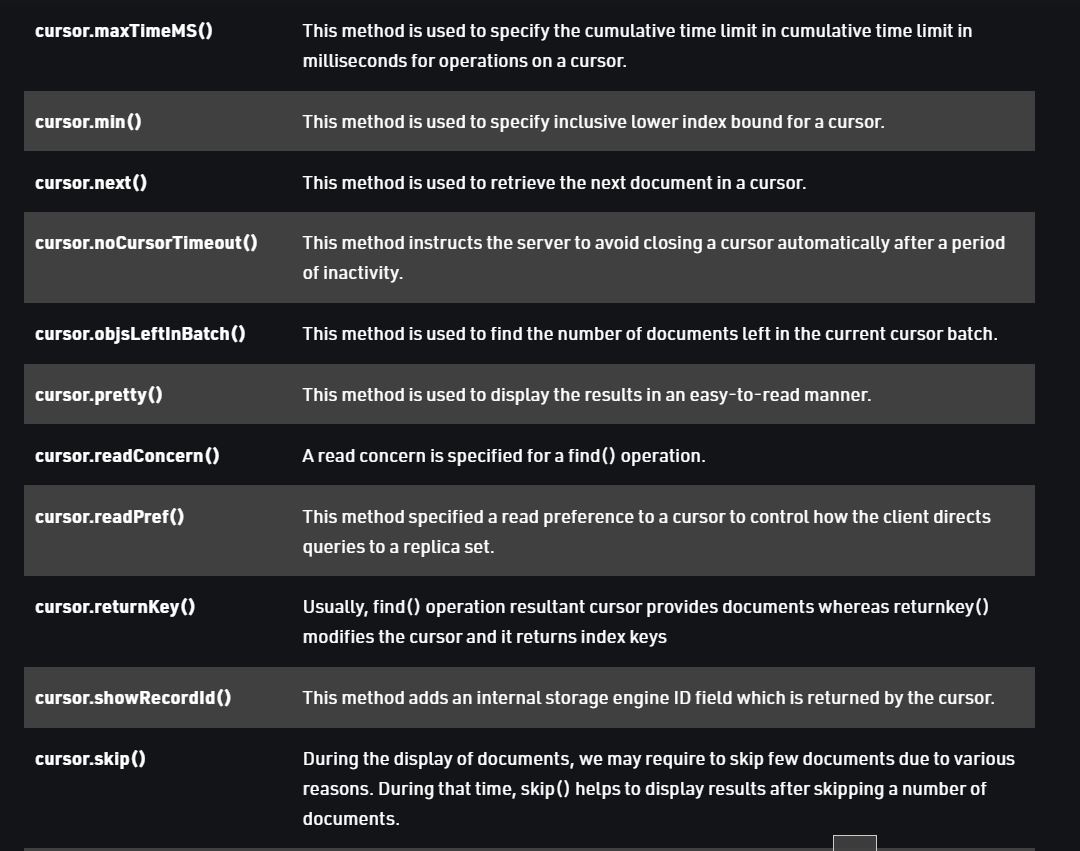 cursor.maxTimeMS() This method is used to specify the cumulative time limit in cumulative time limit in
milliseconds for operations on a cursor.
cursor.min() This method is used to specify inclusive lower index bound for a cursor.
cursor.next() This method is used to retrieve the next document in a cursor.
cursor.noCursorTimeout() This method instructs the server to avoid closing a cursor automatically after a period
of inactivity.
cursor.objsLeftInBatch() This method is used to find the number of documents left in the current cursor batch.
cursor.pretty() This method is used to display the results in an easy-to-read manner.
cursor.readConcern() A read concern is specified for a find() operation.
cursor.readPref() This method specified a read preference to a cursor to control how the client directs
queries to a replica set.
cursor.returnKey() Usually, find() operation resultant cursor provides documents whereas returnkey()
modifies the cursor and it returns index keys
cursor.showRecordId() This method adds an internal storage engine ID field which is returned by the cursor.
cursor.skip() During the display of documents, we may require to skip few documents due to various
reasons. During that time, skip() helps to display results after skipping a number of
documents.